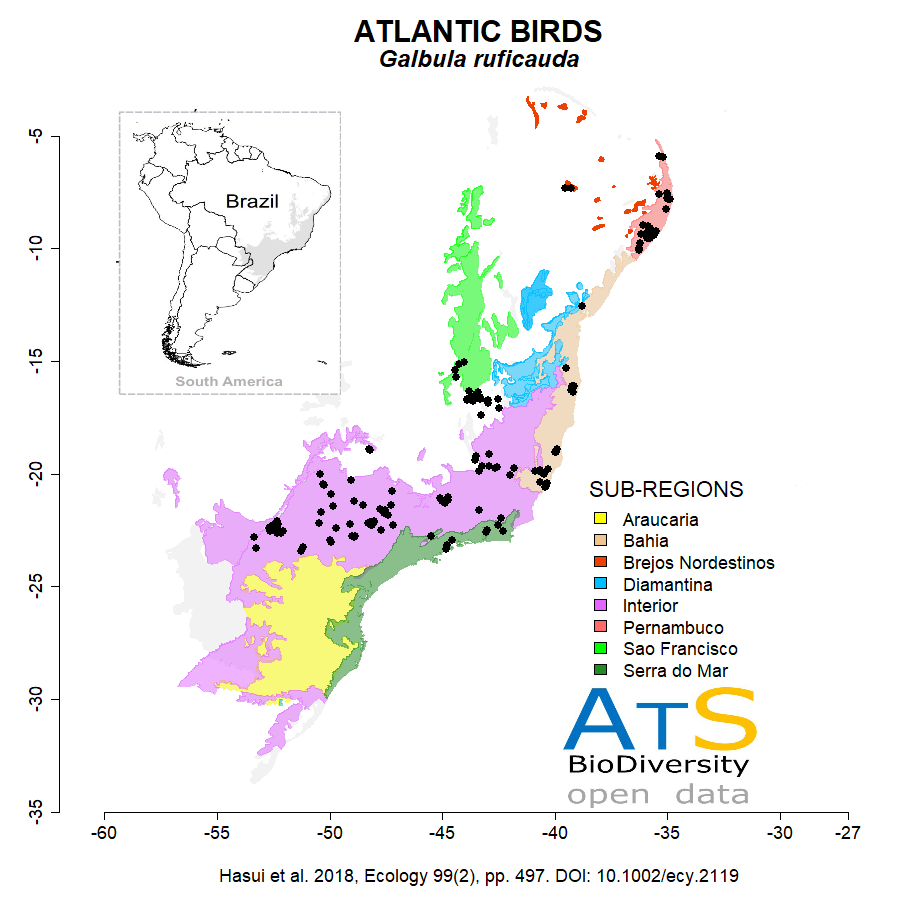 ATLANTIC BIRDS
Galbula ruficauda
-5
-10
-15
-20
-25
-30
-35
Brazil
South America
SUB-REGIONS
Araucaria
Bahia
Brejos Nordestinos
Diamantina
Interior
Pernambuco
Sao Francisco
Serra do Mar
ATS
BioDiversity
open data
-60
-55
-50
-45
-40
-35
-30
-27
Hasui et al. 2018, Ecology 99(2), pp. 497. DOI: 10.1002/ecy.2119